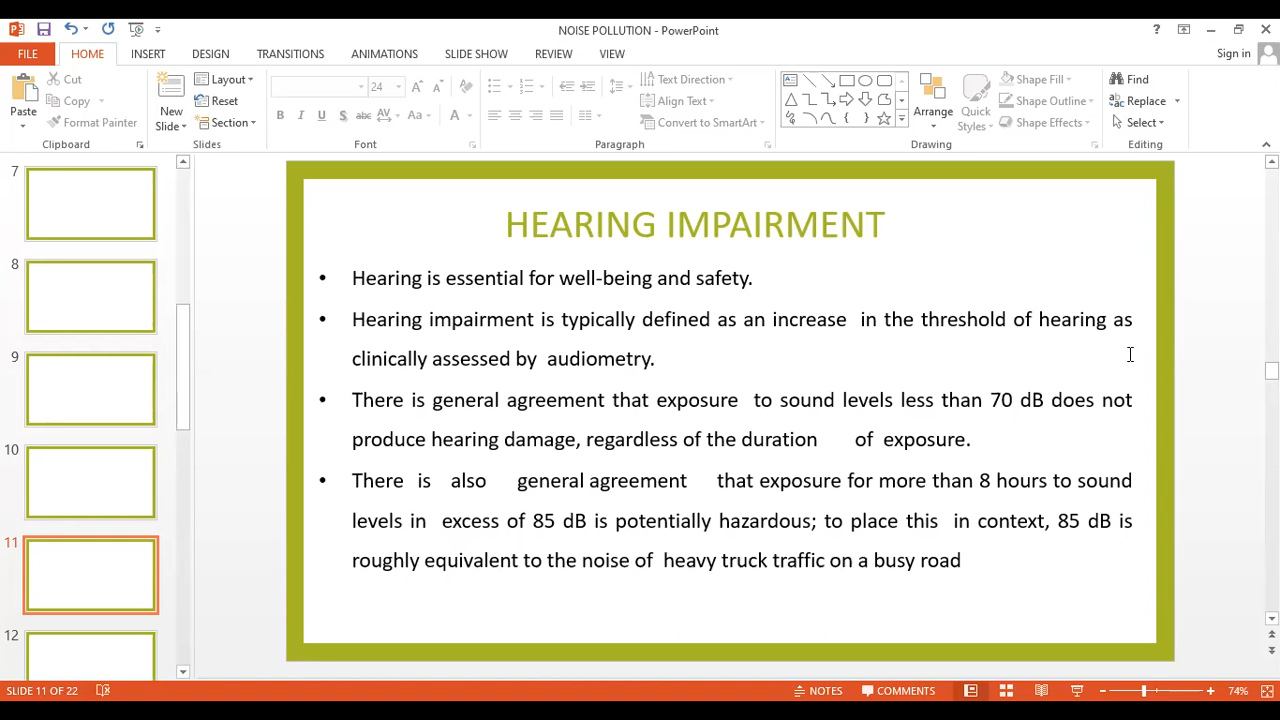 NOISE POLLUTION - PowerPoint
?
FILE HOME INSERT DESIGN TRANSITIONS ANIMATIONS SLIDE SHOW REVIEW VIEW Sign in
Paste
Cut
Copy
Format Painter
Clipboard
New
Slide
Layout
Reset
Section
Slides
24
B I U S abc AV Aa A
Font
Text Direction
Align Text
Convert to SmartArt
Paragraph
Arrange
Quick
Styles
Shape Fill
Shape Outline
Shape Effects
Drawing
Find
Replace
Select
Editing
7
8
9
10
11
12
HEARING IMPAIRMENT
• Hearing is essential for well-being and safety.
• Hearing impairment is typically defined as an increase in the threshold of hearing as
clinically assessed by audiometry.
• There is general agreement that exposure to sound levels less than 70 dB does not
produce hearing damage, regardless of the duration of exposure.
• There is also general agreement that exposure for more than 8 hours to sound
levels in excess of 85 dB is potentially hazardous; to place this in context, 85 dB is
roughly equivalent to the noise of heavy truck traffic on a busy road
SLIDE 11 OF 22 NOTES COMMENTS 74%